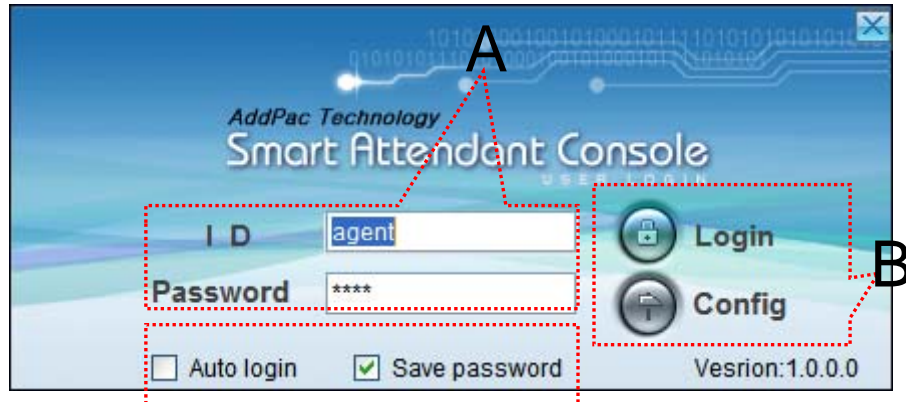 A
AddPac Technology
Smart Attendant Console
USER LOGIN
I D
agent
Login
B
Password
****
Config
Auto login
Save password
Vesrion:1.0.0.0